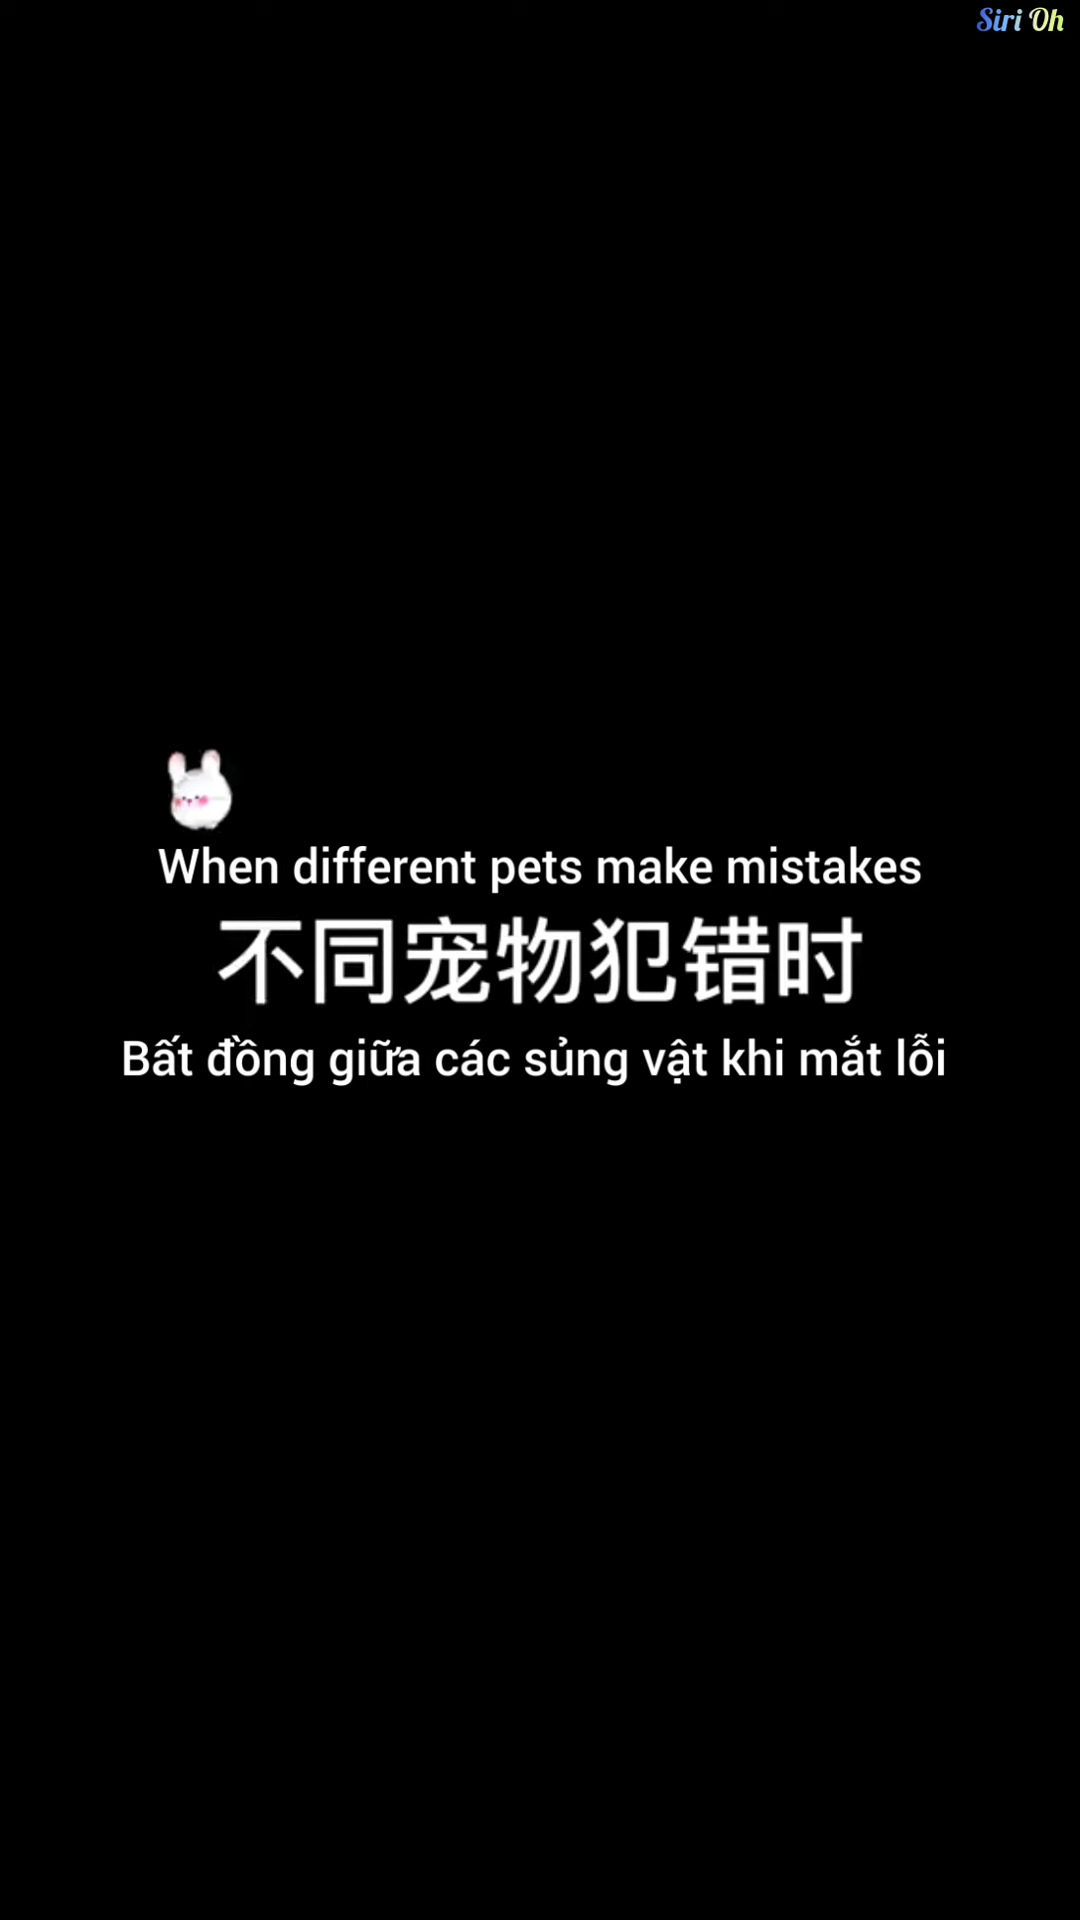 Siri Oh
When different pets make mistakes
不同宠物犯错时
Bất đồng giữa các sủng vật khi mắt lỗi